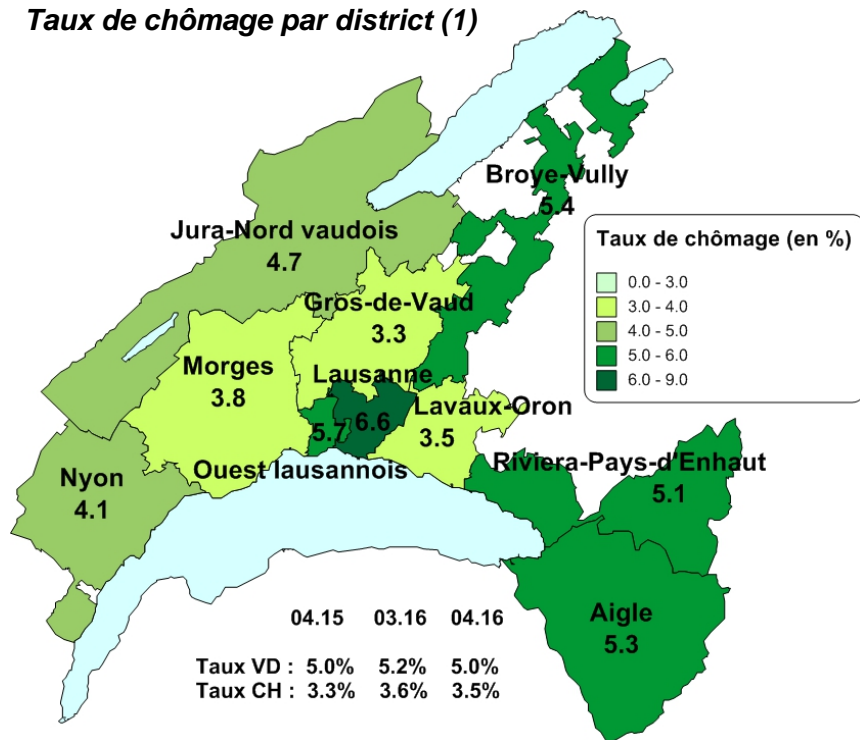 Taux de chômage par district (1)
Broye-Vully
5.4
Jura-Nord vaudois
4.7
Taux de chômage (en %)
0.0 - 3.0
3.0 - 4.0
4.0 - 5.0
5.0 - 6.0
6.0 - 9.0
Gros-de-Vaud
3.3
Morges
3.8
Lausanne
6.6
5.7
Ouest lausannois
Lavaux-Oron
3.5
Riviera-Pays-d'Enhaut
5.1
Nyon
4.1
Aigle
5.3
04.15 03.16 04.16
Taux VD : 5.0% 5.2% 5.0%
Taux CH : 3.3% 3.6% 3.5%